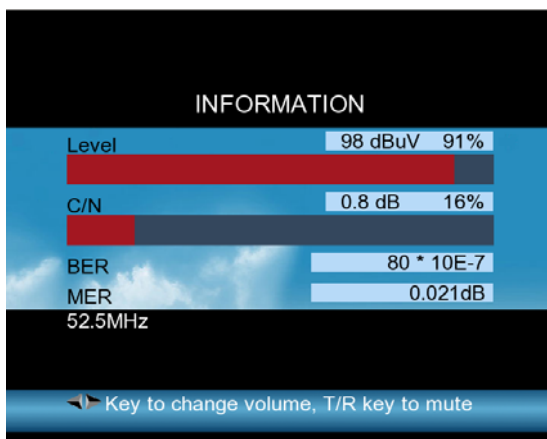 INFORMATION
Level 98 dBuV 91%
C/N 0.8 dB 16%
BER 80 * 10E-7
MER 0.021dB
52.5MHz
Key to change volume, T/R key to mute